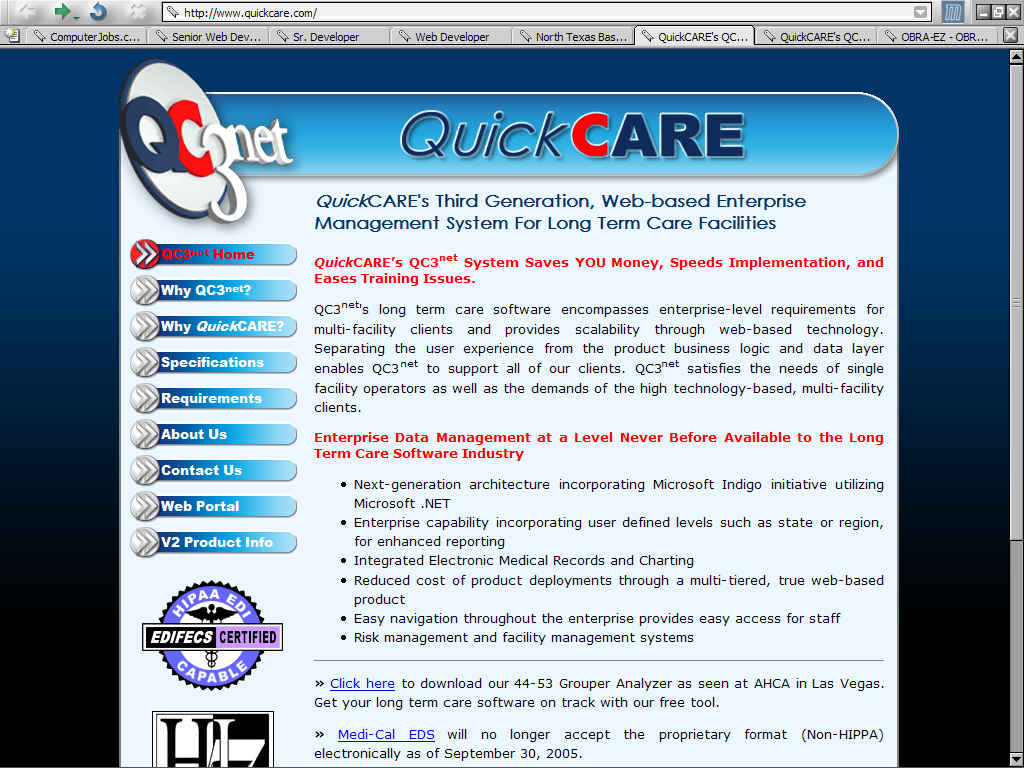 http://www.quickcare.com/
ComputerJobs.c...
Senior Web Dev...
Sr. Developer
Web Developer
North Texas Bas...
QuickCARE's QC...
QuickCARE's QC...
OBRA-EZ - OBR...
QC3net
QuickCARE
QuickCARE's Third Generation, Web-based Enterprise
Management System For Long Term Care Facilities
QC3net Home
Why QC3net?
Why QuickCARE?
Specifications
Requirements
About Us
Contact Us
Web Portal
V2 Product Info
HIPAA EDI
EDIFECS CERTIFIED
CAPABLE
QuickCARE's QC3net System Saves YOU Money, Speeds Implementation, and
Eases Training Issues.
QC3net's long term care software encompasses enterprise-level requirements for
multi-facility clients and provides scalability through web-based technology.
Separating the user experience from the product business logic and data layer
enables QC3net to support all of our clients. QC3net satisfies the needs of single
facility operators as well as the demands of the high technology-based, multi-facility
clients.
Enterprise Data Management at a Level Never Before Available to the Long
Term Care Software Industry
• Next-generation architecture incorporating Microsoft Indigo initiative utilizing
Microsoft .NET
• Enterprise capability incorporating user defined levels such as state or region,
for enhanced reporting
• Integrated Electronic Medical Records and Charting
• Reduced cost of product deployments through a multi-tiered, true web-based
product
• Easy navigation throughout the enterprise provides easy access for staff
• Risk management and facility management systems
» Click here to download our 44-53 Grouper Analyzer as seen at AHCA in Las Vegas.
Get your long term care software on track with our free tool.
» Medi-Cal EDS will no longer accept the proprietary format (Non-HIPPA)
electronically as of September 30, 2005.